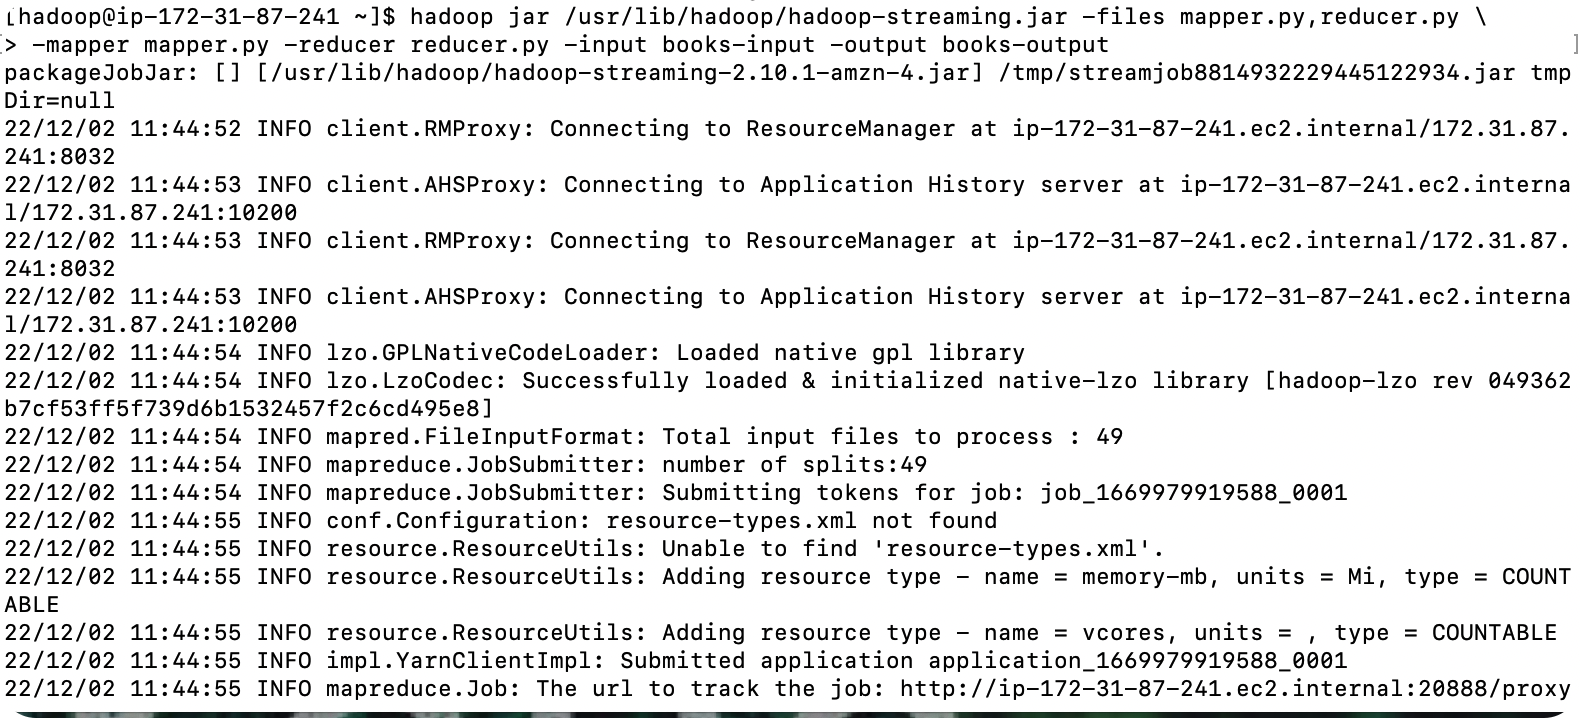 [hadoop@ip-172-31-87-241 ~]$ hadoop jar /usr/lib/hadoop/hadoop-streaming.jar -files mapper.py,reducer.py \
> -mapper mapper.py -reducer reducer.py -input books-input -output books-output ]
packageJobJar: [] [/usr/lib/hadoop/hadoop-streaming-2.10.1-amzn-4.jar] /tmp/streamjob8814932229445122934.jar tmp
Dir=null
22/12/02 11:44:52 INFO client.RMProxy: Connecting to ResourceManager at ip-172-31-87-241.ec2.internal/172.31.87.
241:8032
22/12/02 11:44:53 INFO client.AHSProxy: Connecting to Application History server at ip-172-31-87-241.ec2.interna
l/172.31.87.241:10200
22/12/02 11:44:53 INFO client.RMProxy: Connecting to ResourceManager at ip-172-31-87-241.ec2.internal/172.31.87.
241:8032
22/12/02 11:44:53 INFO client.AHSProxy: Connecting to Application History server at ip-172-31-87-241.ec2.interna
l/172.31.87.241:10200
22/12/02 11:44:54 INFO lzo.GPLNativeCodeLoader: Loaded native gpl library
22/12/02 11:44:54 INFO lzo.LzoCodec: Successfully loaded & initialized native-lzo library [hadoop-lzo rev 049362
b7cf53ff5f739d6b1532457f2c6cd495e8]
22/12/02 11:44:54 INFO mapred.FileInputFormat: Total input files to process : 49
22/12/02 11:44:54 INFO mapreduce.JobSubmitter: number of splits:49
22/12/02 11:44:54 INFO mapreduce.JobSubmitter: Submitting tokens for job: job_1669979919588_0001
22/12/02 11:44:55 INFO conf.Configuration: resource-types.xml not found
22/12/02 11:44:55 INFO resource.ResourceUtils: Unable to find 'resource-types.xml'.
22/12/02 11:44:55 INFO resource.ResourceUtils: Adding resource type - name = memory-mb, units = Mi, type = COUNT
ABLE
22/12/02 11:44:55 INFO resource.ResourceUtils: Adding resource type - name = vcores, units = , type = COUNTABLE
22/12/02 11:44:55 INFO impl.YarnClientImpl: Submitted application application_1669979919588_0001
22/12/02 11:44:55 INFO mapreduce.Job: The url to track the job: http://ip-172-31-87-241.ec2.internal:20888/proxy